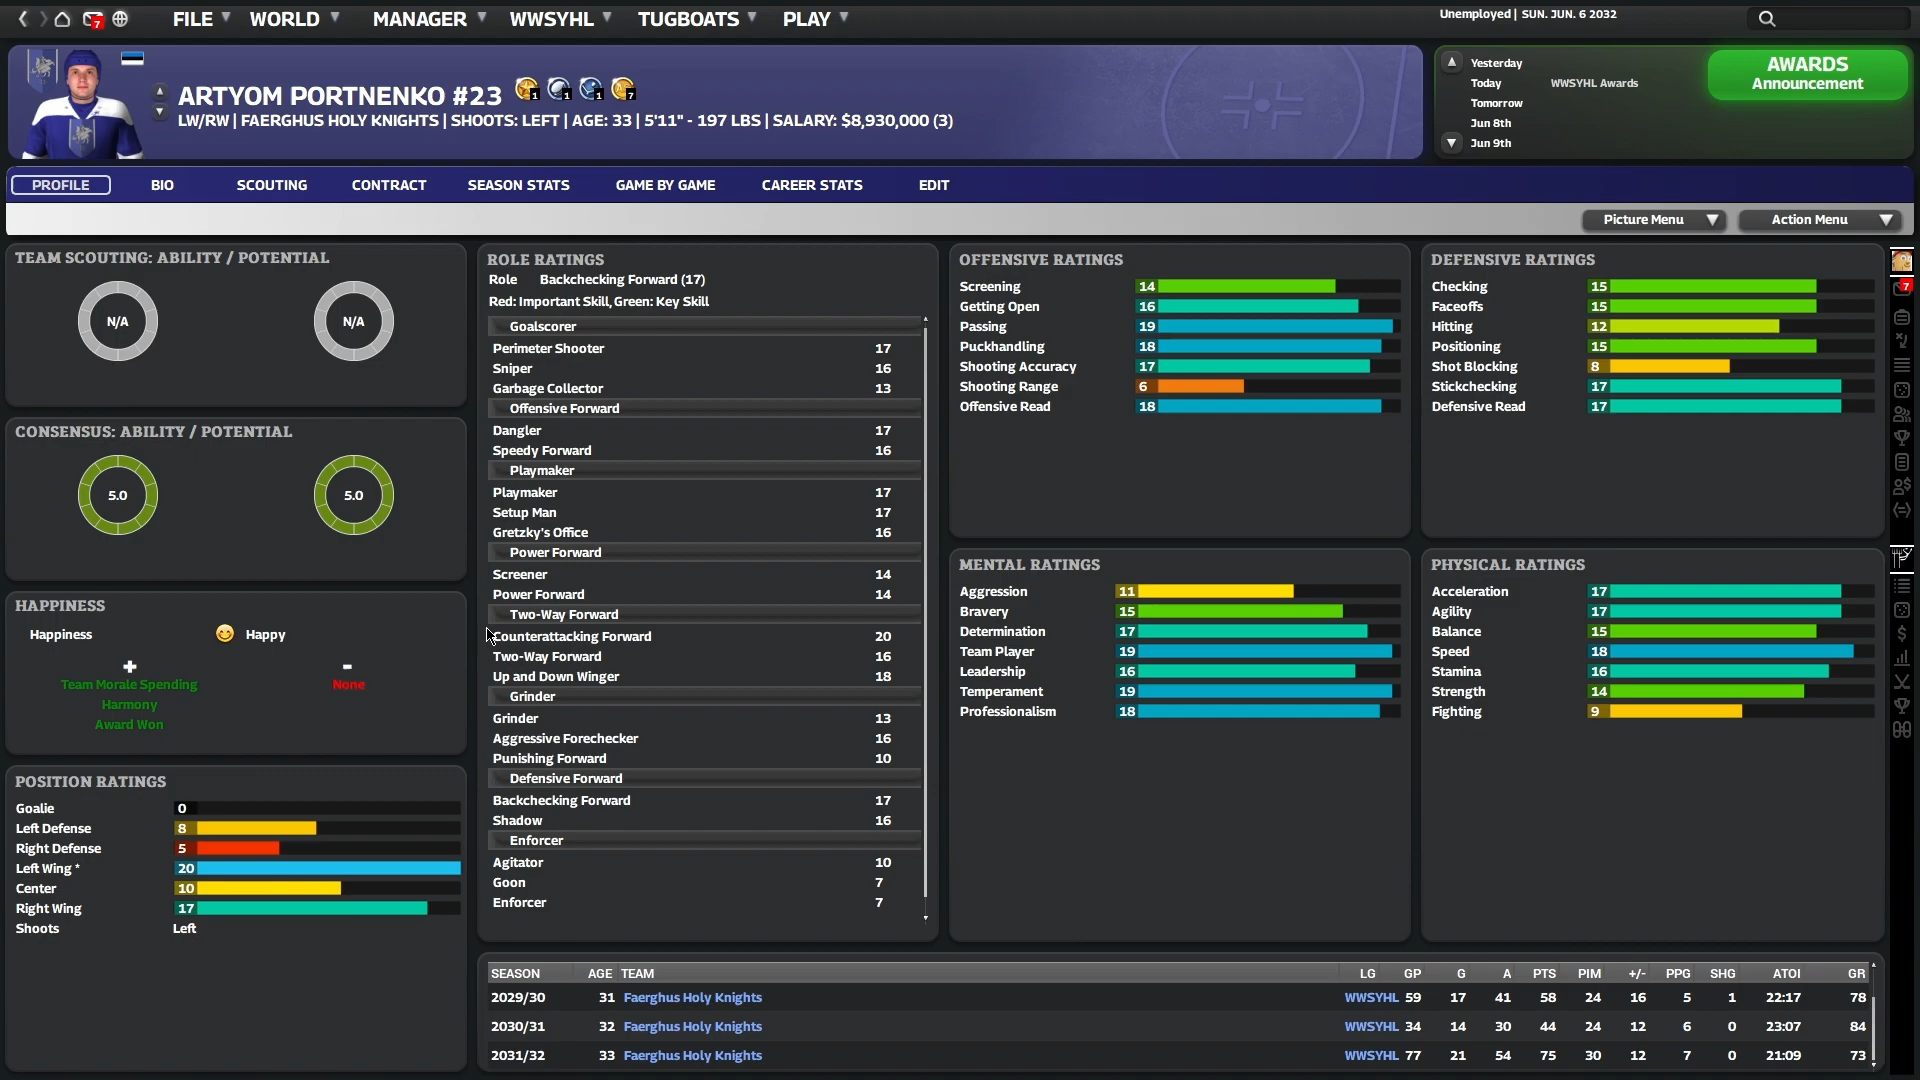 FILE WORLD MANAGER WWSYHL TUGBOATS PLAY
Unemployed | SUN. JUN. 6 2032
7
ARTYOM PORTNENKO #23 1 1 1 7
LW/RW | FAERGHUS HOLY KNIGHTS | SHOOTS: LEFT | AGE: 33 | 5'11" - 197 LBS | SALARY: $8,930,000 (3)
Yesterday
Today WWSYHL Awards
Tomorrow
Jun 8th
Jun 9th
AWARDS
Announcement
PROFILE BIO SCOUTING CONTRACT SEASON STATS GAME BY GAME CAREER STATS EDIT
Picture Menu Action Menu
TEAM SCOUTING: ABILITY / POTENTIAL
N/A N/A
CONSENSUS: ABILITY / POTENTIAL
5.0 5.0
HAPPINESS
Happiness Happy
+ -
Team Morale Spending None
Harmony
Award Won
POSITION RATINGS
Goalie 0
Left Defense 8
Right Defense 5
Left Wing * 20
Center 10
Right Wing 17
Shoots Left
ROLE RATINGS
Role Backchecking Forward (17)
Red: Important Skill, Green: Key Skill
Goalscorer
Perimeter Shooter 17
Sniper 16
Garbage Collector 13
Offensive Forward
Dangler 17
Speedy Forward 16
Playmaker
Playmaker 17
Setup Man 17
Gretzky's Office 16
Power Forward
Screener 14
Power Forward 14
Two-Way Forward
Counterattacking Forward 20
Two-Way Forward 16
Up and Down Winger 18
Grinder
Grinder 13
Aggressive Forechecker 16
Punishing Forward 10
Defensive Forward
Backchecking Forward 17
Shadow 16
Enforcer
Agitator 10
Goon 7
Enforcer 7
OFFENSIVE RATINGS
Screening 14
Getting Open 16
Passing 19
Puckhandling 18
Shooting Accuracy 17
Shooting Range 6
Offensive Read 18
DEFENSIVE RATINGS
Checking 15
Faceoffs 15
Hitting 12
Positioning 15
Shot Blocking 8
Stickchecking 17
Defensive Read 17
MENTAL RATINGS
Aggression 11
Bravery 15
Determination 17
Team Player 19
Leadership 16
Temperament 19
Professionalism 18
PHYSICAL RATINGS
Acceleration 17
Agility 17
Balance 15
Speed 18
Stamina 16
Strength 14
Fighting 9
7
SEASON AGE TEAM LG GP G A PTS PIM +/- PPG SHG ATOI GR
2029/30 31 Faerghus Holy Knights WWSYHL 59 17 41 58 24 16 5 1 22:17 78
2030/31 32 Faerghus Holy Knights WWSYHL 34 14 30 44 24 12 6 0 23:07 84
2031/32 33 Faerghus Holy Knights WWSYHL 77 21 54 75 30 12 7 0 21:09 73